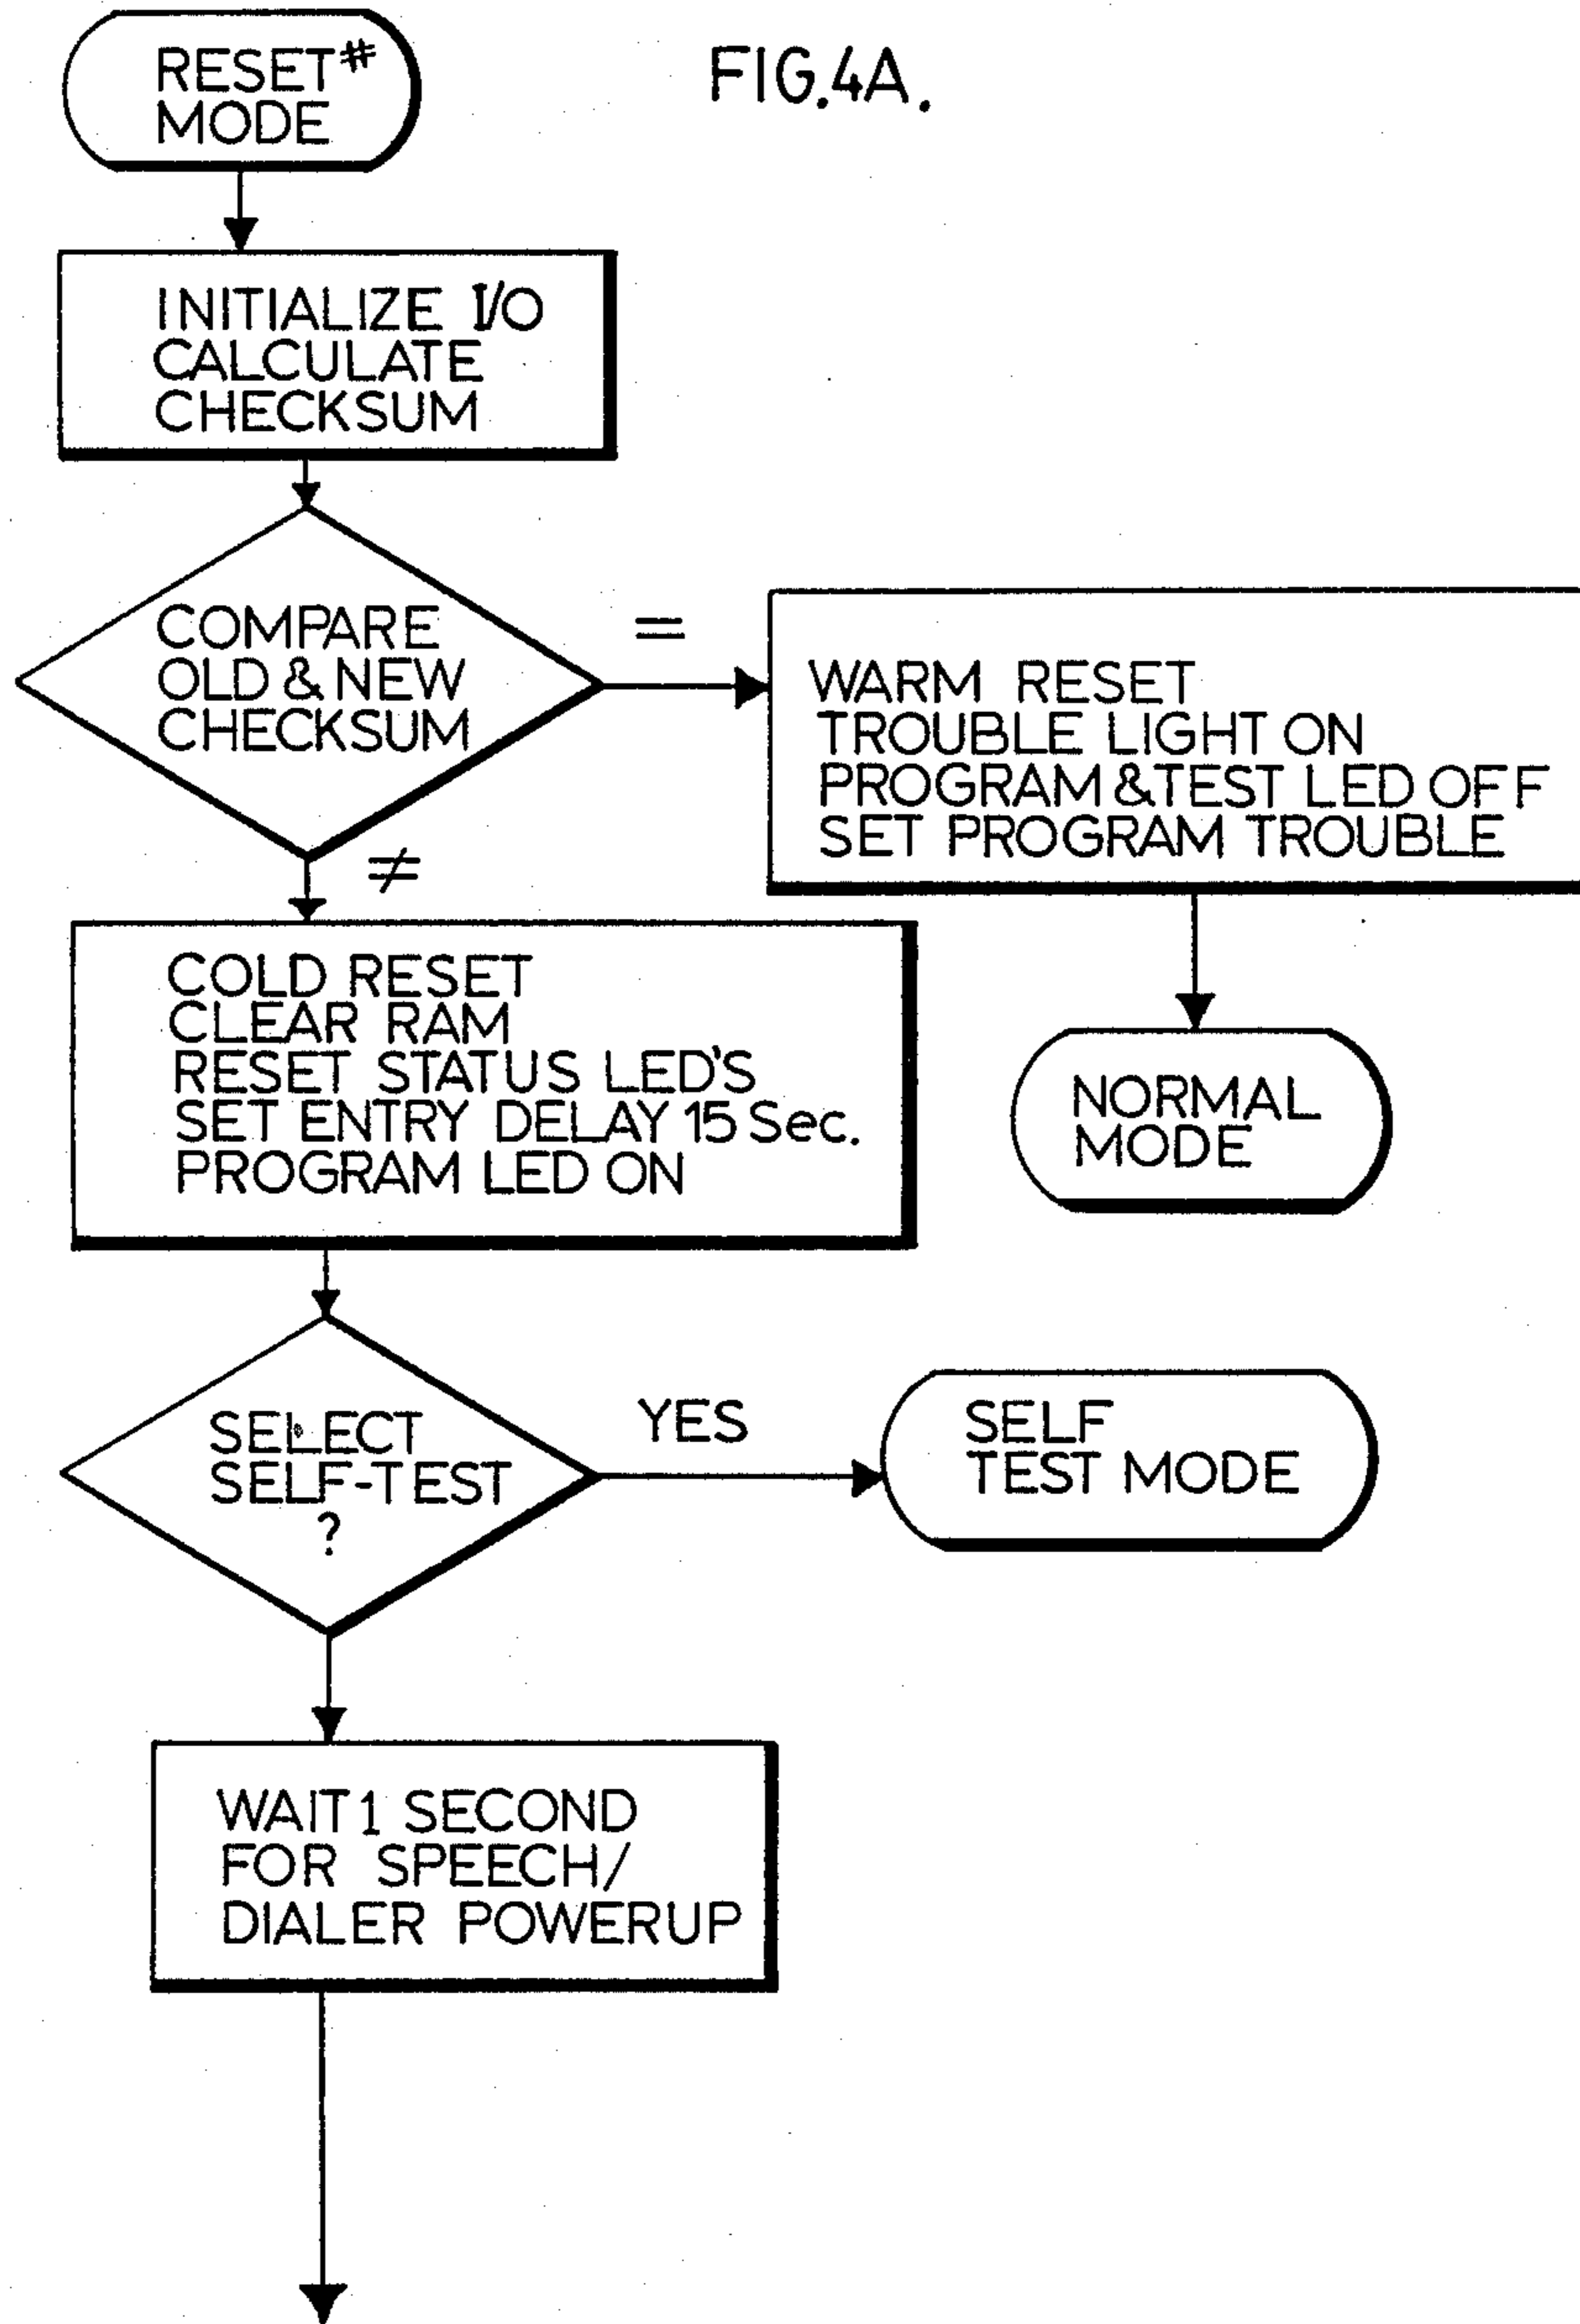 RESET#
MODE
FIG.4A.
INITIALIZE I/O
CALCULATE
CHECKSUM
COMPARE
OLD & NEW
CHECKSUM
=
WARM RESET
TROUBLE LIGHT ON
PROGRAM & TEST LED OFF
SET PROGRAM TROUBLE
≠
COLD RESET
CLEAR RAM
RESET STATUS LED'S
SET ENTRY DELAY 15 Sec.
PROGRAM LED ON
NORMAL
MODE
SELECT
SELF-TEST
?
YES
SELF
TEST MODE
WAIT 1 SECOND
FOR SPEECH/
DIALER POWERUP